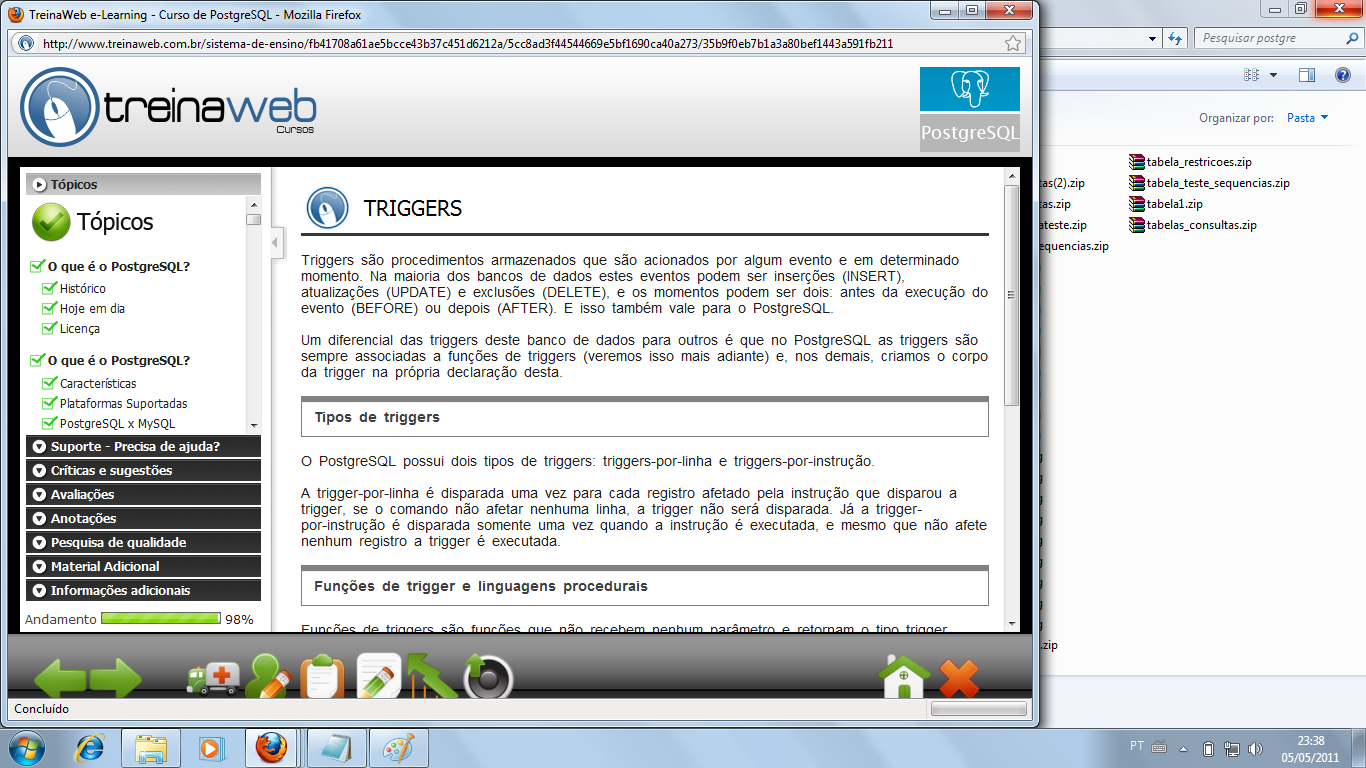 TreinaWeb e-Learning - Curso de PostgreSQL - Mozilla Firefox
http://www.treinaweb.com.br/sistema-de-ensino/fb41708a61ae5bcce43b37c451d6212a/5cc8ad3f44544669e5bf1690ca40a273/35b9f0eb7b1a3a80bef1443a591fb211
treinaweb
Cursos
PostgreSQL
Tópicos
Tópicos
O que é o PostgreSQL?
Histórico
Hoje em dia
Licença
O que é o PostgreSQL?
Características
Plataformas Suportadas
PostgreSQL x MySQL
Suporte - Precisa de ajuda?
Críticas e sugestões
Avaliações
Anotações
Pesquisa de qualidade
Material Adicional
Informações adicionais
Andamento 98%
TRIGGERS
Triggers são procedimentos armazenados que são acionados por algum evento e em determinado
momento. Na maioria dos bancos de dados estes eventos podem ser inserções (INSERT),
atualizações (UPDATE) e exclusões (DELETE), e os momentos podem ser dois: antes da execução do
evento (BEFORE) ou depois (AFTER). E isso também vale para o PostgreSQL.
Um diferencial das triggers deste banco de dados para outros é que no PostgreSQL as triggers são
sempre associadas a funções de triggers (veremos isso mais adiante) e, nos demais, criamos o corpo
da trigger na própria declaração desta.
Tipos de triggers
O PostgreSQL possui dois tipos de triggers: triggers-por-linha e triggers-por-instrução.
A trigger-por-linha é disparada uma vez para cada registro afetado pela instrução que disparou a
trigger, se o comando não afetar nenhuma linha, a trigger não será disparada. Já a trigger-
por-instrução é disparada somente uma vez quando a instrução é executada, e mesmo que não afete
nenhum registro a trigger é executada.
Funções de trigger e linguagens procedurais
Funções de triggers são funções que não recebem nenhum parâmetro e retornam o tipo trigger
Concluído
Pesquisar postgre
Organizar por: Pasta
tas(2).zip
tas.zip
ateste.zip
equencias.zip
tabela_restricoes.zip
tabela_teste_sequencias.zip
tabela1.zip
tabelas_consultas.zip
.zip
PT
23:38
05/05/2011